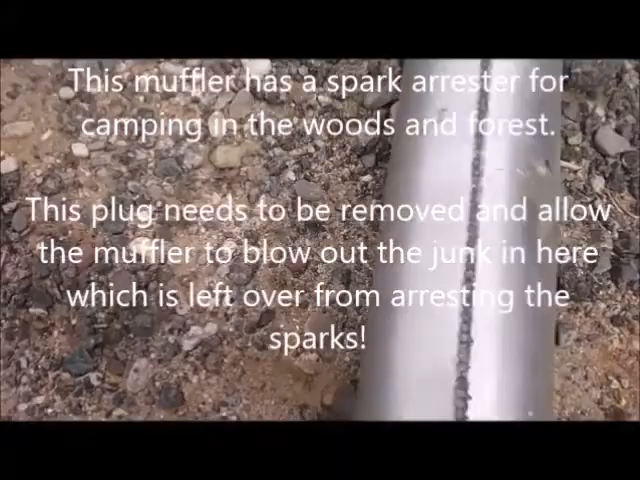 This muffler has a spark arrester for
camping in the woods and forest.
This plug needs to be removed and allow
the muffler to blow out the junk in here
which is left over from arresting the
sparks!